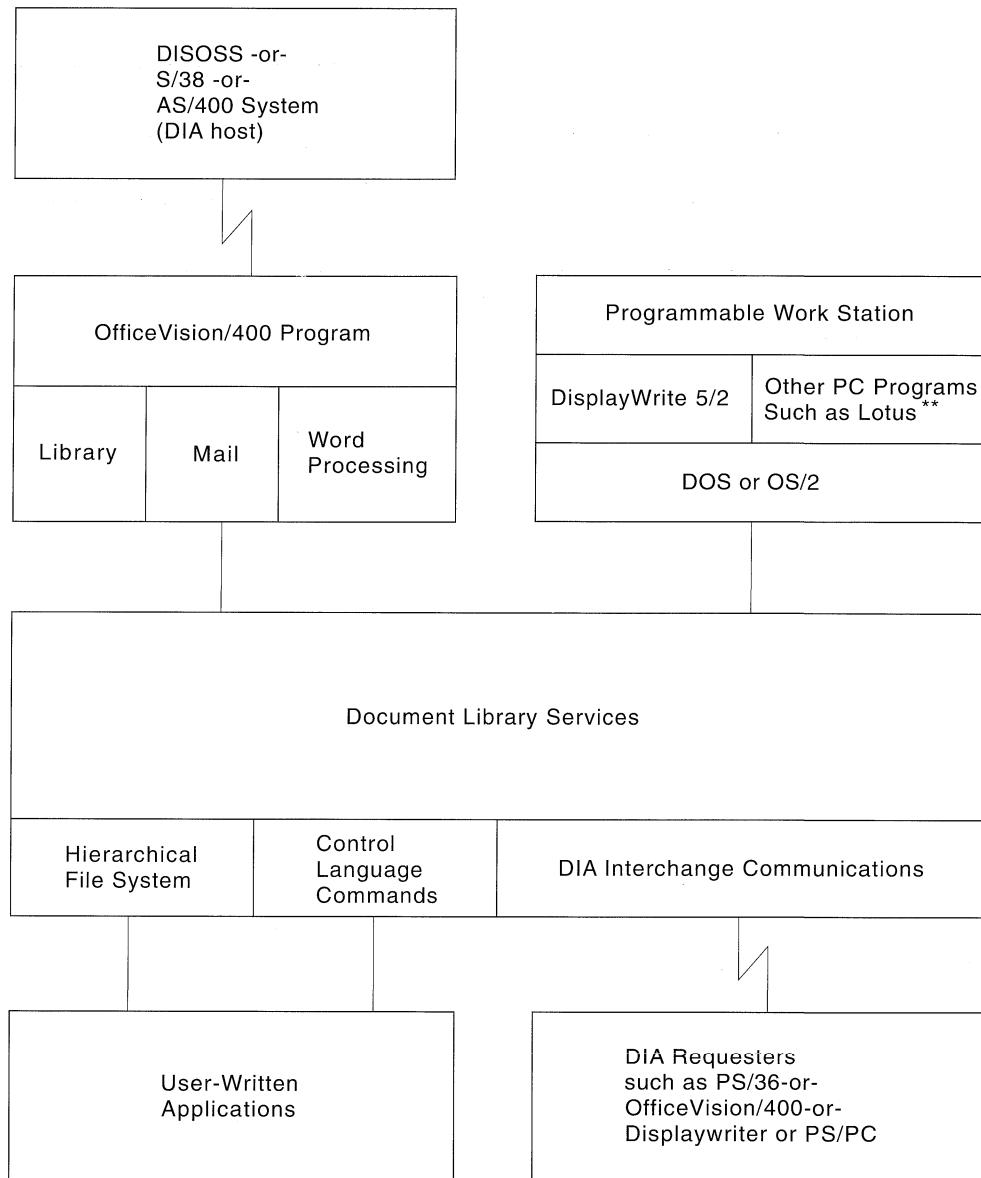 DISOSS -or-
S/38 -or-
AS/400 System
(DIA host)
OfficeVision/400 Program
Library
Mail
Word
Processing
Programmable Work Station
DisplayWrite 5/2
Other PC Programs
Such as Lotus**
DOS or OS/2
Document Library Services
Hierarchical
File System
Control
Language
Commands
DIA Interchange Communications
User-Written
Applications
DIA Requesters
such as PS/36-or-
OfficeVision/400-or-
Displaywriter or PS/PC